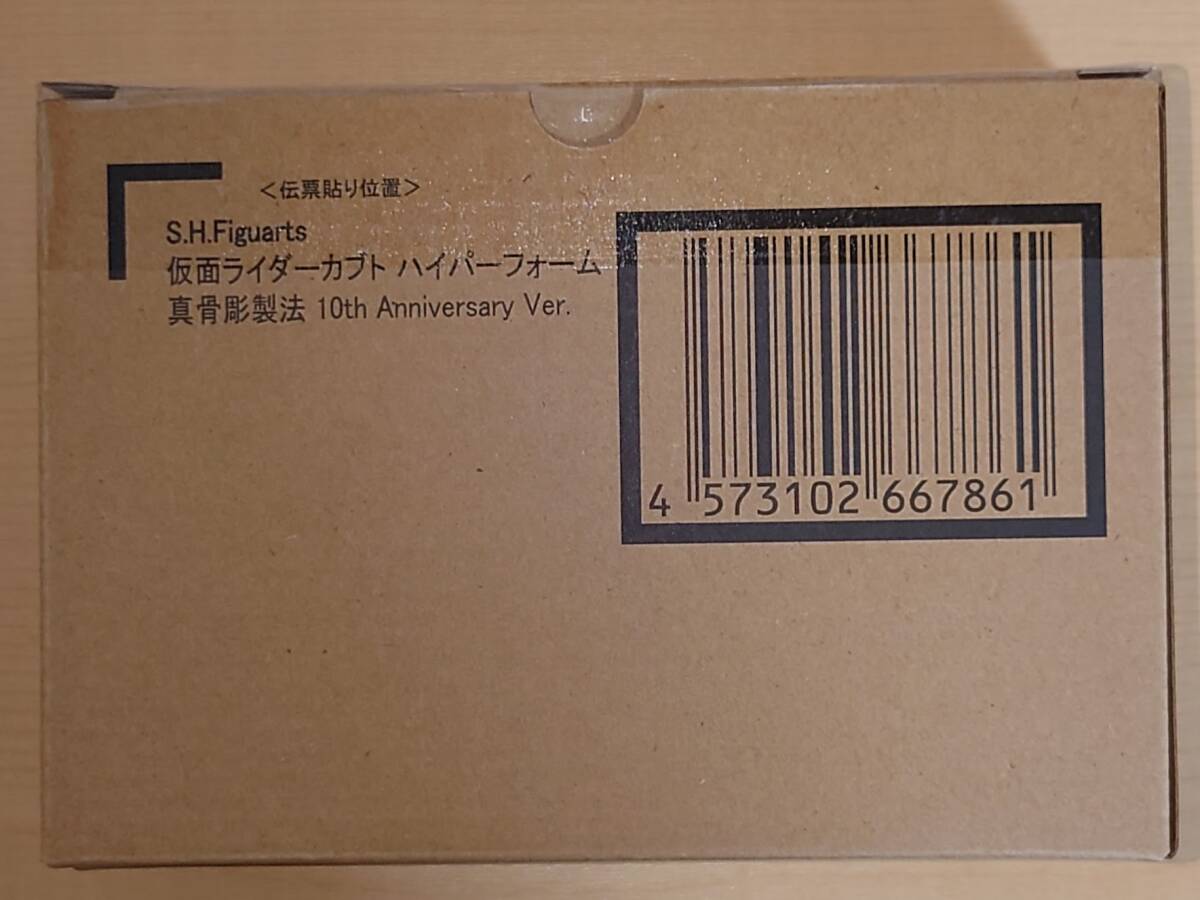 ＜伝票貼り位置＞
S.H.Figuarts
仮面ライダーカブト ハイパーフォーム
真骨彫製法 10th Anniversary Ver.
4 573102 667861